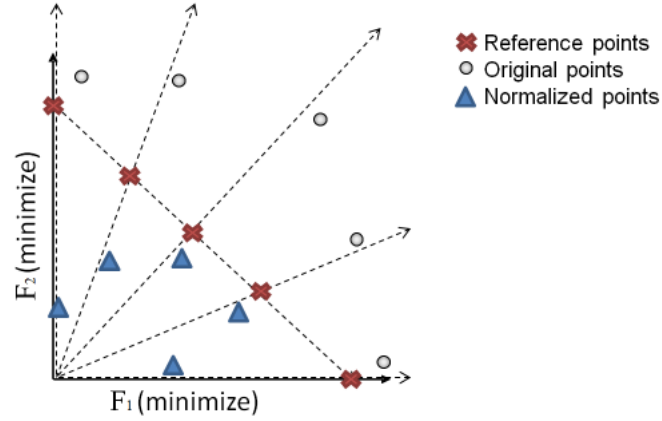 Reference points
Original points
Normalized points
F₂ (minimize)
F₁ (minimize)